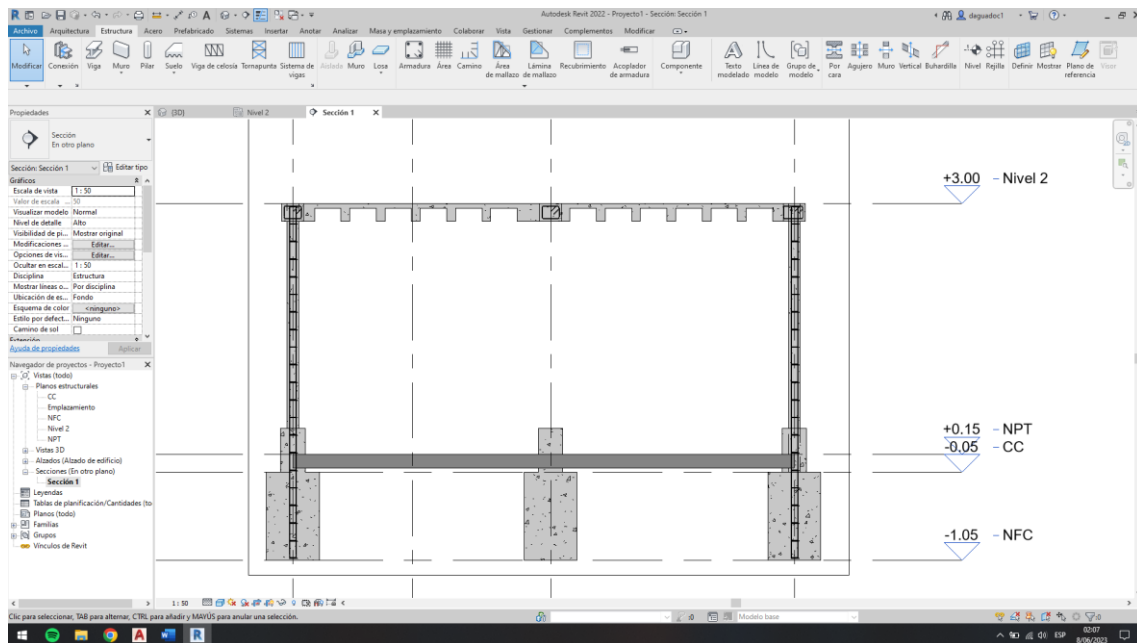 Autodesk Revit 2022 - Proyecto1 - Sección: Sección 1
daguadoc1
Archivo Arquitectura Estructura Acero Prefabricado Sistemas Insertar Anotar Analizar Masa y emplazamiento Colaborar Vista Gestionar Complementos Modificar
Modificar Conexión Viga Muro Pilar Suelo Viga de celosía Tornapunta Sistema de vigas Aislada Muro Losa Armadura Área Camino Área de mallazo Lámina de mallazo Recubrimiento Acoplador de armadura Componente Texto modelado Línea de modelo Grupo de modelo Por cara Agujero Muro Vertical Buhardilla Nivel Rejilla Definir Mostrar Plano de referencia Visor
Propiedades
(3D) Nivel 2 Sección 1
Sección
En otro plano
Sección: Sección 1 Editar tipo
Gráficos
Escala de vista 1 : 50
Valor de escala ... 50
Visualizar modelo Normal
Nivel de detalle Alto
Visibilidad de pi... Mostrar original
Modificaciones ... Editar...
Opciones de vis... Editar...
Ocultar en escal... 1 : 50
Disciplina Estructura
Mostrar líneas o... Por disciplina
Ubicación de es... Fondo
Esquema de color <ninguno>
Estilo por defect... Ninguno
Camino de sol
Extensión
Ayuda de propiedades Aplicar
Navegador de proyectos - Proyecto1
Vistas (todo)
Planos estructurales
CC
Emplazamiento
NFC
Nivel 2
NPT
Vistas 3D
Alzados (Alzado de edificio)
Secciones (En otro plano)
Sección 1
Leyendas
Tablas de planificación/Cantidades (to
Planos (todo)
Familias
Grupos
Vínculos de Revit
+3.00 - Nivel 2
+0.15 - NPT
-0.05 - CC
-1.05 - NFC
1 : 50
Clic para seleccionar, TAB para alternar, CTRL para añadir y MAYÚS para anular una selección.
:0
Modelo base
:0
ESP
02:07
8/06/2023